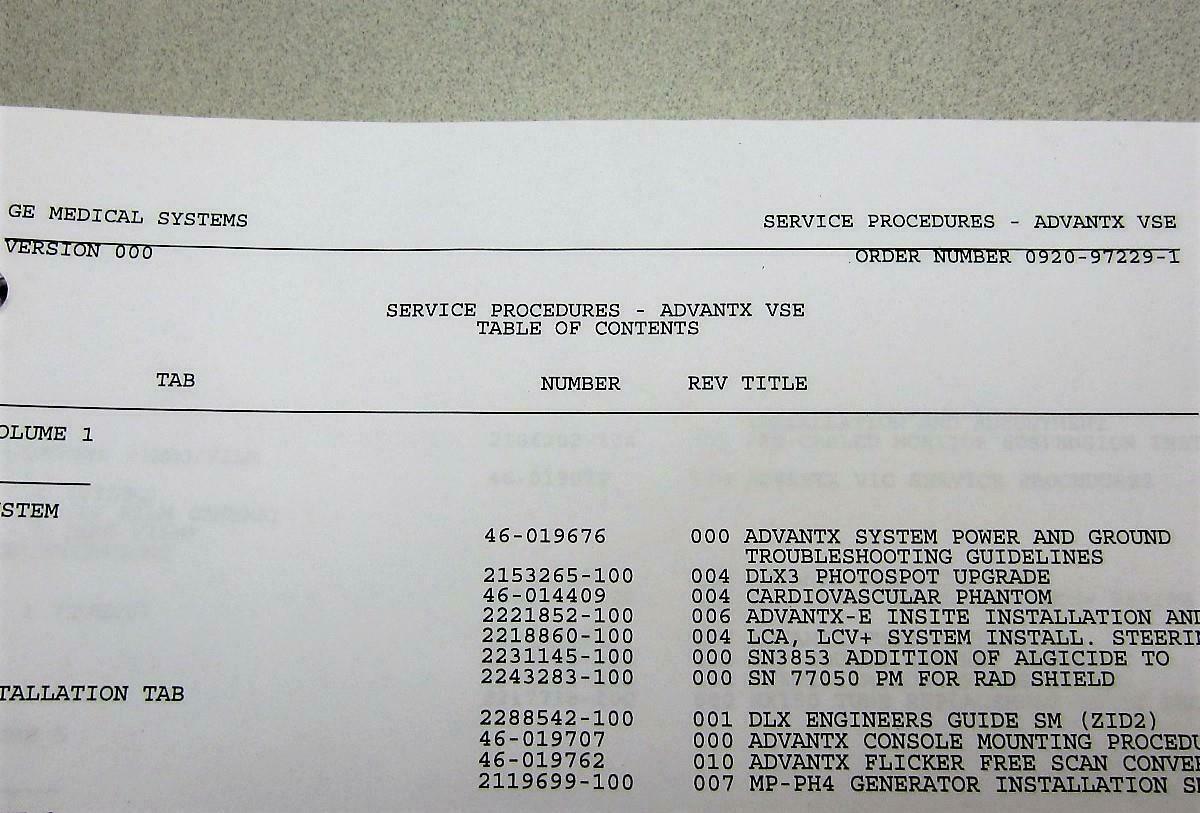 GE MEDICAL SYSTEMS SERVICE PROCEDURES - ADVANTX VSE
VERSION 000 ORDER NUMBER 0920-97229-1
SERVICE PROCEDURES - ADVANTX VSE
TABLE OF CONTENTS
TAB NUMBER REV TITLE
OLUME 1
STEM
46-019676 000 ADVANTX SYSTEM POWER AND GROUND
TROUBLESHOOTING GUIDELINES
2153265-100 004 DLX3 PHOTOSPOT UPGRADE
46-014409 004 CARDIOVASCULAR PHANTOM
2221852-100 006 ADVANTX-E INSITE INSTALLATION AND
2218860-100 004 LCA, LCV+ SYSTEM INSTALL. STEERIN
2231145-100 000 SN3853 ADDITION OF ALGICIDE TO
2243283-100 000 SN 77050 PM FOR RAD SHIELD
TALLATION TAB
2288542-100 001 DLX ENGINEERS GUIDE SM (ZID2)
46-019707 000 ADVANTX CONSOLE MOUNTING PROCEDU
46-019762 010 ADVANTX FLICKER FREE SCAN CONVER
2119699-100 007 MP-PH4 GENERATOR INSTALLATION